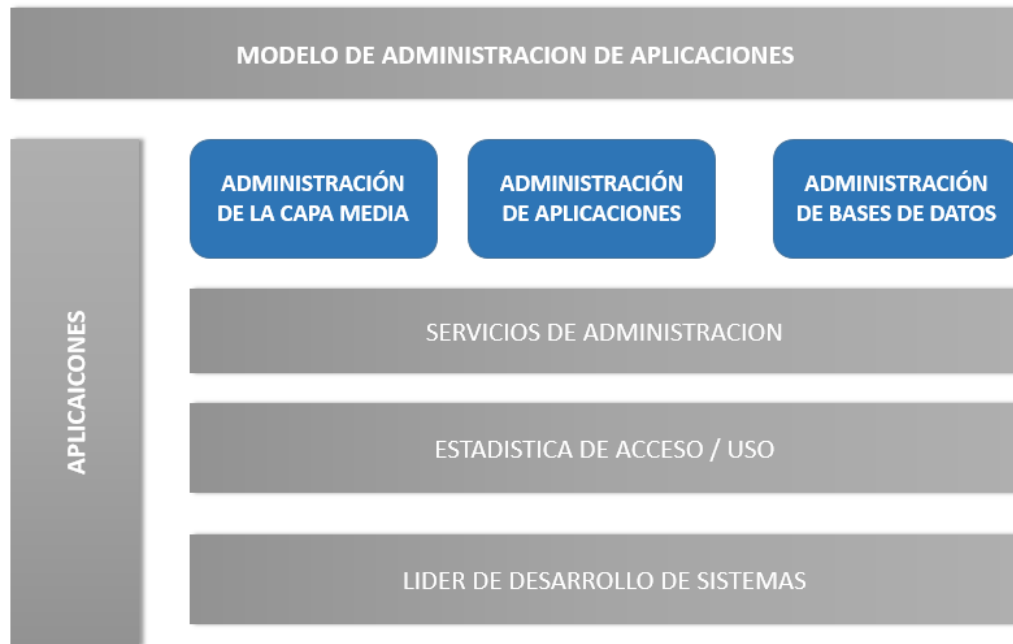 MODELO DE ADMINISTRACION DE APLICACIONES
APLICAICONES
ADMINISTRACIÓN
DE LA CAPA MEDIA
ADMINISTRACIÓN
DE APLICACIONES
ADMINISTRACIÓN
DE BASES DE DATOS
SERVICIOS DE ADMINISTRACION
ESTADISTICA DE ACCESO / USO
LIDER DE DESARROLLO DE SISTEMAS